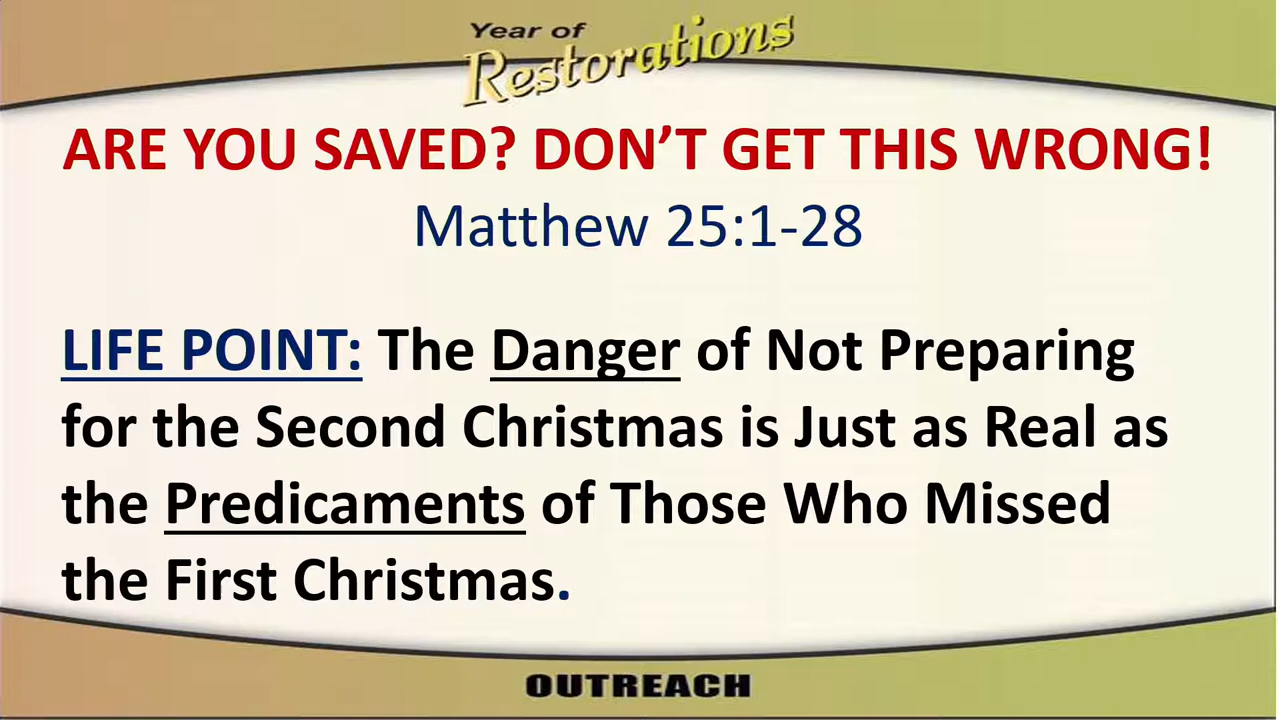 Year of
Restorations
ARE YOU SAVED? DON’T GET THIS WRONG!
Matthew 25:1-28
LIFE POINT: The Danger of Not Preparing
for the Second Christmas is Just as Real as
the Predicaments of Those Who Missed
the First Christmas.
OUTREACH